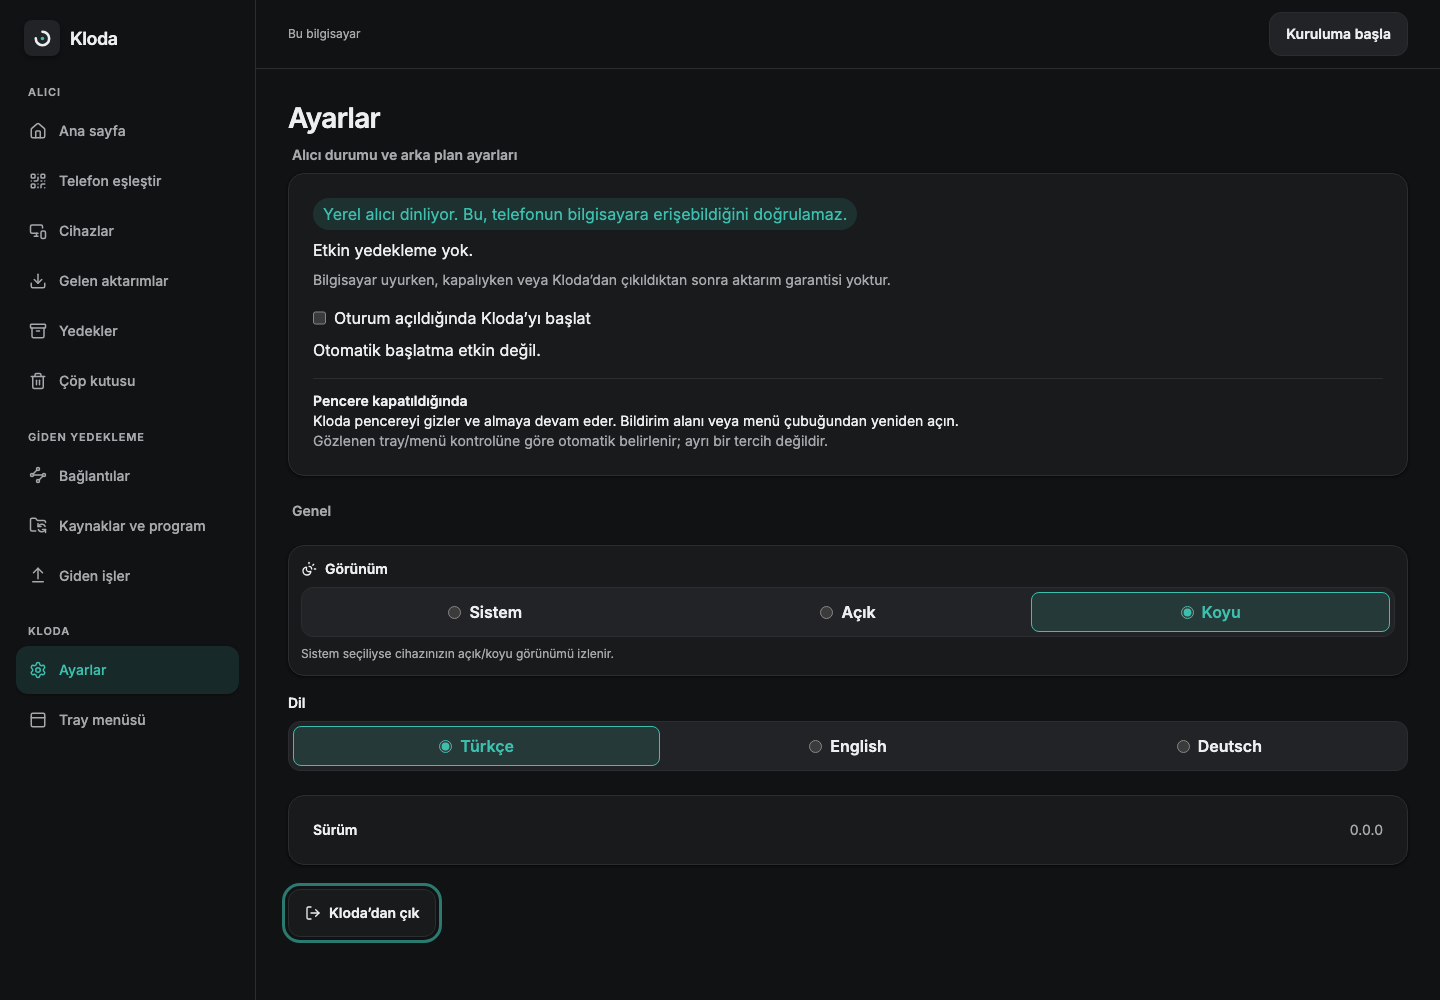 Kloda
Bu bilgisayar
Kuruluma başla
ALICI
Ana sayfa
Telefon eşleştir
Cihazlar
Gelen aktarımlar
Yedekler
Çöp kutusu
GİDEN YEDEKLEME
Bağlantılar
Kaynaklar ve program
Giden işler
KLODA
Ayarlar
Tray menüsü
Ayarlar
Alıcı durumu ve arka plan ayarları
Yerel alıcı dinliyor. Bu, telefonun bilgisayara erişebildiğini doğrulamaz.
Etkin yedekleme yok.
Bilgisayar uyurken, kapalıyken veya Kloda’dan çıkıldıktan sonra aktarım garantisi yoktur.
Oturum açıldığında Kloda’yı başlat
Otomatik başlatma etkin değil.
Pencere kapatıldığında
Kloda pencereyi gizler ve almaya devam eder. Bildirim alanı veya menü çubuğundan yeniden açın.
Gözlenen tray/menü kontrolüne göre otomatik belirlenir; ayrı bir tercih değildir.
Genel
Görünüm
Sistem
Açık
Koyu
Sistem seçiliyse cihazınızın açık/koyu görünümü izlenir.
Dil
Türkçe
English
Deutsch
Sürüm
0.0.0
Kloda’dan çık